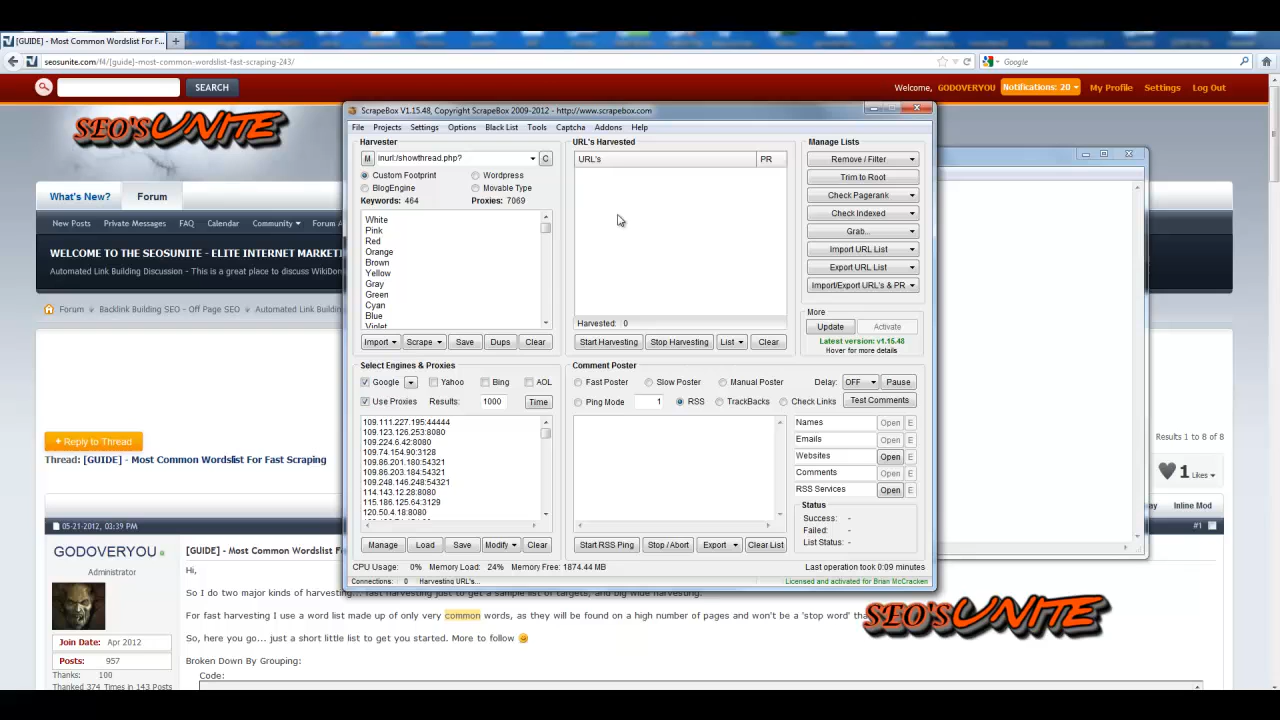 [GUIDE] - Most Common Wordslist For F...
seosunite.com/f4/[guide]-most-common-wordslist-fast-scraping-243/
Google
SEARCH
Welcome, GODOVERYOU Notifications: 20 My Profile Settings Log Out
SEO'S UNITE
What's New? Forum
New Posts Private Messages FAQ Calendar Community Forum A
WELCOME TO THE SEOSUNITE - ELITE INTERNET MARKETI
Automated Link Building Discussion - This is a great place to discuss WikiDo
Forum Backlink Building SEO - Off Page SEO Automated Link Building
+ Reply to Thread
Results 1 to 8 of 8
Thread: [GUIDE] - Most Common Wordslist For Fast Scraping
1 Likes
ay Inline Mod
05-21-2012, 03:39 PM
#1
GODOVERYOU
Administrator
Join Date: Apr 2012
Posts: 957
Thanks: 100
Thanked 374 Times in 143 Posts
[GUIDE] - Most Common Wordslist F
Hi,
So I do two major kinds of harvesting... fast harvesting just to get a sample list of targets, and big wide harvesting.
For fast harvesting I use a word list made up of only very common words, as they will be found on a high number of pages and won't be a 'stop word' tha
So, here you go... just a short little list to get you started. More to follow
Broken Down By Grouping:
Code:
ScrapeBox V1.15.48, Copyright ScrapeBox 2009-2012 - http://www.scrapebox.com
File Projects Settings Options Black List Tools Captcha Addons Help
Harvester
M inurl:/showthread.php? C
Custom Footprint Wordpress
BlogEngine Movable Type
Keywords: 464 Proxies: 7069
White
Pink
Red
Orange
Brown
Yellow
Gray
Green
Cyan
Blue
Violet
Import Scrape Save Dups Clear
URL's Harvested
URL's PR
Harvested: 0
Start Harvesting Stop Harvesting List Clear
Manage Lists
Remove / Filter
Trim to Root
Check Pagerank
Check Indexed
Grab...
Import URL List
Export URL List
Import/Export URL's & PR
More
Update Activate
Latest version: v1.15.48
Hover for more details
Select Engines & Proxies
Google Yahoo Bing AOL
Use Proxies Results: 1000 Time
109.111.227.195:44444
109.123.126.253:8080
109.224.6.42:8080
109.74.154.90:3128
109.86.201.180:54321
109.86.203.184:54321
109.248.146.248:54321
114.143.12.28:8080
115.186.125.64:3129
120.50.4.18:8080
Manage Load Save Modify Clear
Comment Poster
Fast Poster Slow Poster Manual Poster Delay: OFF Pause
Ping Mode 1 RSS TrackBacks Check Links Test Comments
Names Open E
Emails Open E
Websites Open E
Comments Open E
RSS Services Open E
Status
Success: -
Failed: -
List Status: -
Start RSS Ping Stop / Abort Export Clear List
CPU Usage: 0% Memory Load: 24% Memory Free: 1874.44 MB Last operation took 0:09 minutes
Connections: 0 Harvesting URL's... Licensed and activated for Brian McCracken
SEO'S UNITE